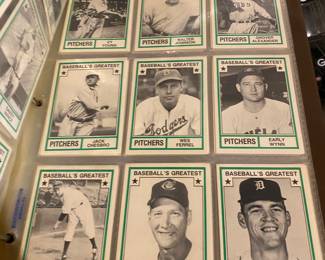 PITCHERS CY YOUNG
PITCHERS WALTER JOHNSON
PITCHERS GROVER ALEXANDER
BASEBALL'S GREATEST
BASEBALL'S GREATEST
BASEBALL'S GREATEST
Dodgers
PITCHERS JACK CHESBRO
PITCHERS WES FERREL
PITCHERS EARLY WYNN
BASEBALL'S GREATEST
BASEBALL'S GREATEST
BASEBALL'S GREATEST